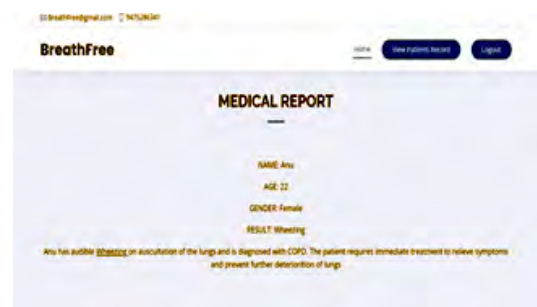 BreathFree@gmail.com 9475286341
BreathFree Home View Patients Record Logout
MEDICAL REPORT
NAME: Anu
AGE: 22
GENDER: Female
RESULT: Wheezing
Anu has audible Wheezing on auscultation of the lungs and is diagnosed with COPD. The patient requires immediate treatment to relieve symptoms
and prevent further deterioration of lungs